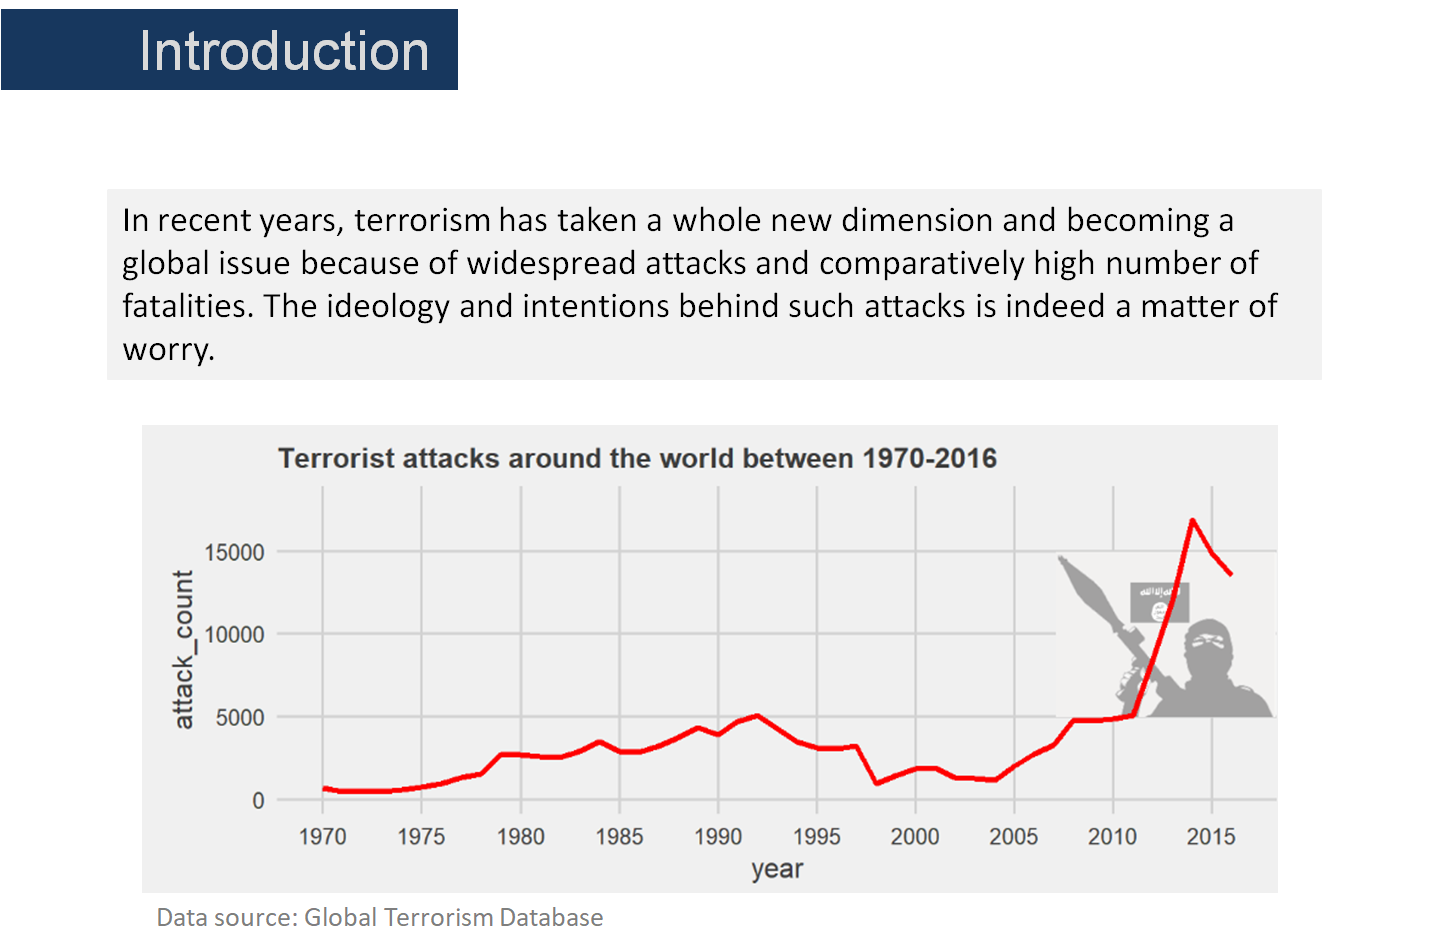 Introduction
In recent years, terrorism has taken a whole new dimension and becoming a
global issue because of widespread attacks and comparatively high number of
fatalities. The ideology and intentions behind such attacks is indeed a matter of
worry.
Terrorist attacks around the world between 1970-2016
attack_count
15000
10000
5000
0
1970 1975 1980 1985 1990 1995 2000 2005 2010 2015
year
Data source: Global Terrorism Database